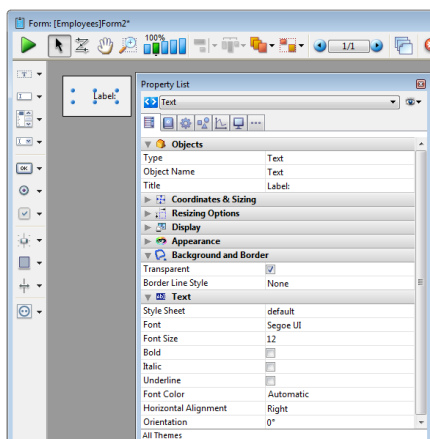 Form: [Employees]Form2*
100%
1/1
Label:
Property List
Text
Objects
Type Text
Object Name Text
Title Label:
Coordinates & Sizing
Resizing Options
Display
Appearance
Background and Border
Transparent
Border Line Style None
Text
Style Sheet default
Font Segoe UI
Font Size 12
Bold
Italic
Underline
Font Color Automatic
Horizontal Alignment Right
Orientation 0°
All Themes
OK